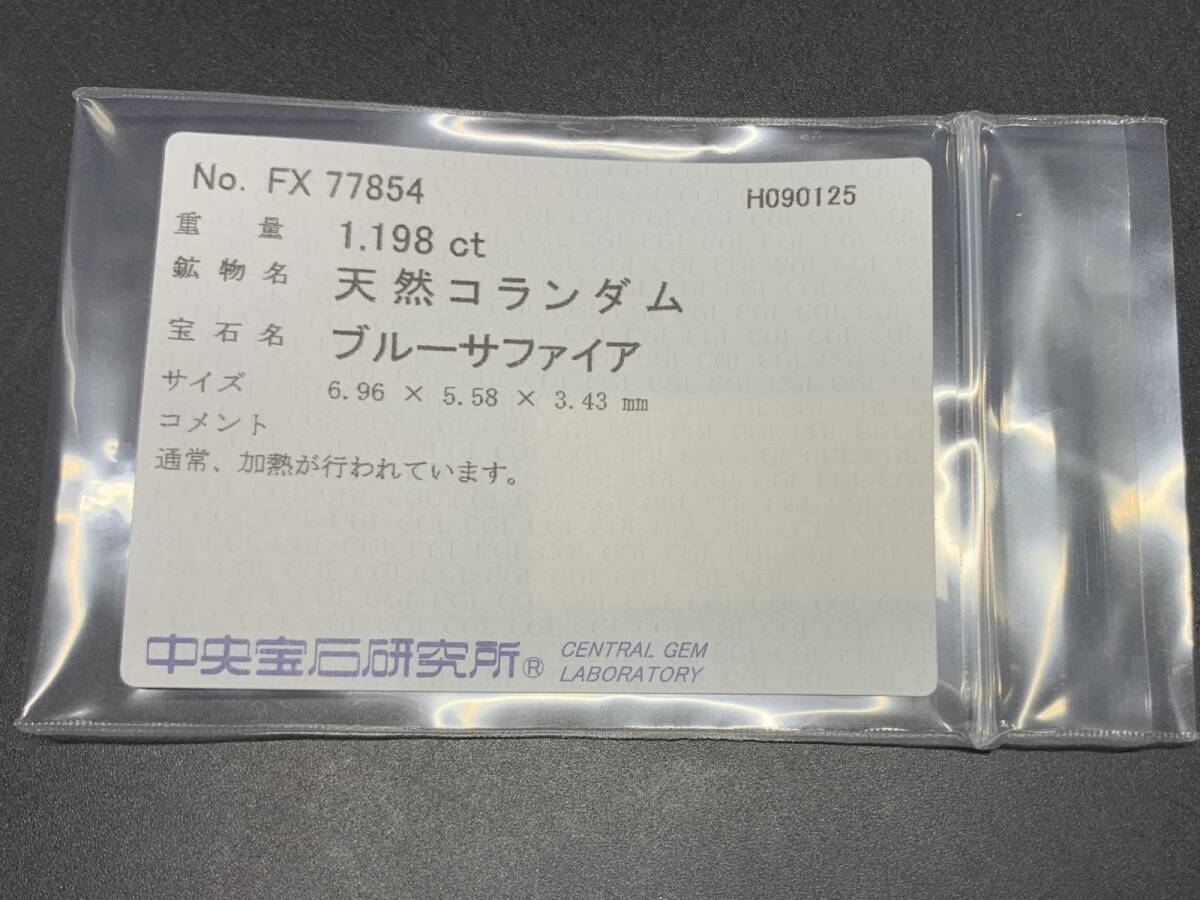 No. FX 77854
H090125
重量 1.198 ct
鉱物名 天然コランダム
宝石名 ブルーサファイア
サイズ 6.96 × 5.58 × 3.43 mm
コメント
通常、加熱が行われています。
中央宝石研究所® CENTRAL GEM
LABORATORY